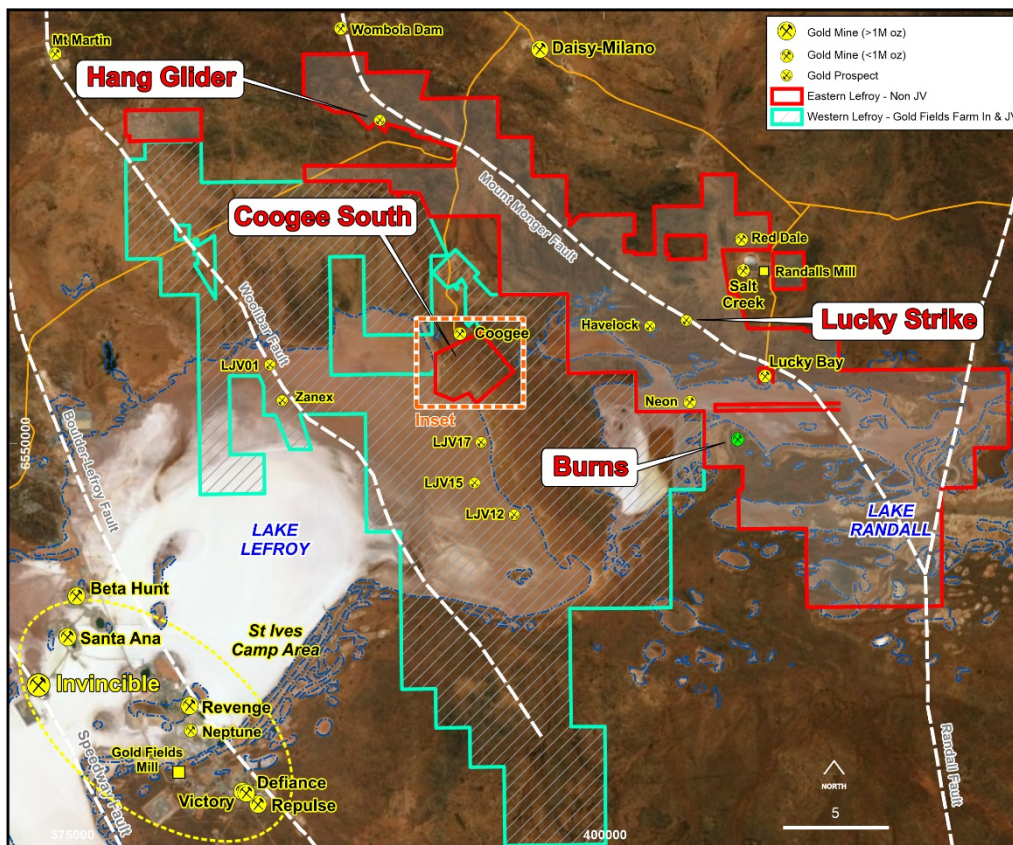 Mt Martin
Wombola Dam
Daisy-Milano
Gold Mine (>1M oz)
Gold Mine (<1M oz)
Gold Prospect
Eastern Lefroy - Non JV
Western Lefroy - Gold Fields Farm In & JV
Hang Glider
Mount Monger Fault
Coogee South
Red Dale
Randalls Mill
Salt
Creek
Woolibar Fault
Lucky Strike
Havelock
Coogee
LJV01
Lucky Bay
Zanex
Neon
Inset
6550000
Boulder-Lefroy Fault
LJV17
Burns
LJV15
LJV12
LAKE
RANDALL
LAKE
LEFROY
Beta Hunt
St Ives
Camp Area
Santa Ana
Invincible
Revenge
Neptune
Gold Fields
Mill
Speedway Fault
Defiance
Victory
Repulse
Randall Fault
NORTH
5
375000
400000